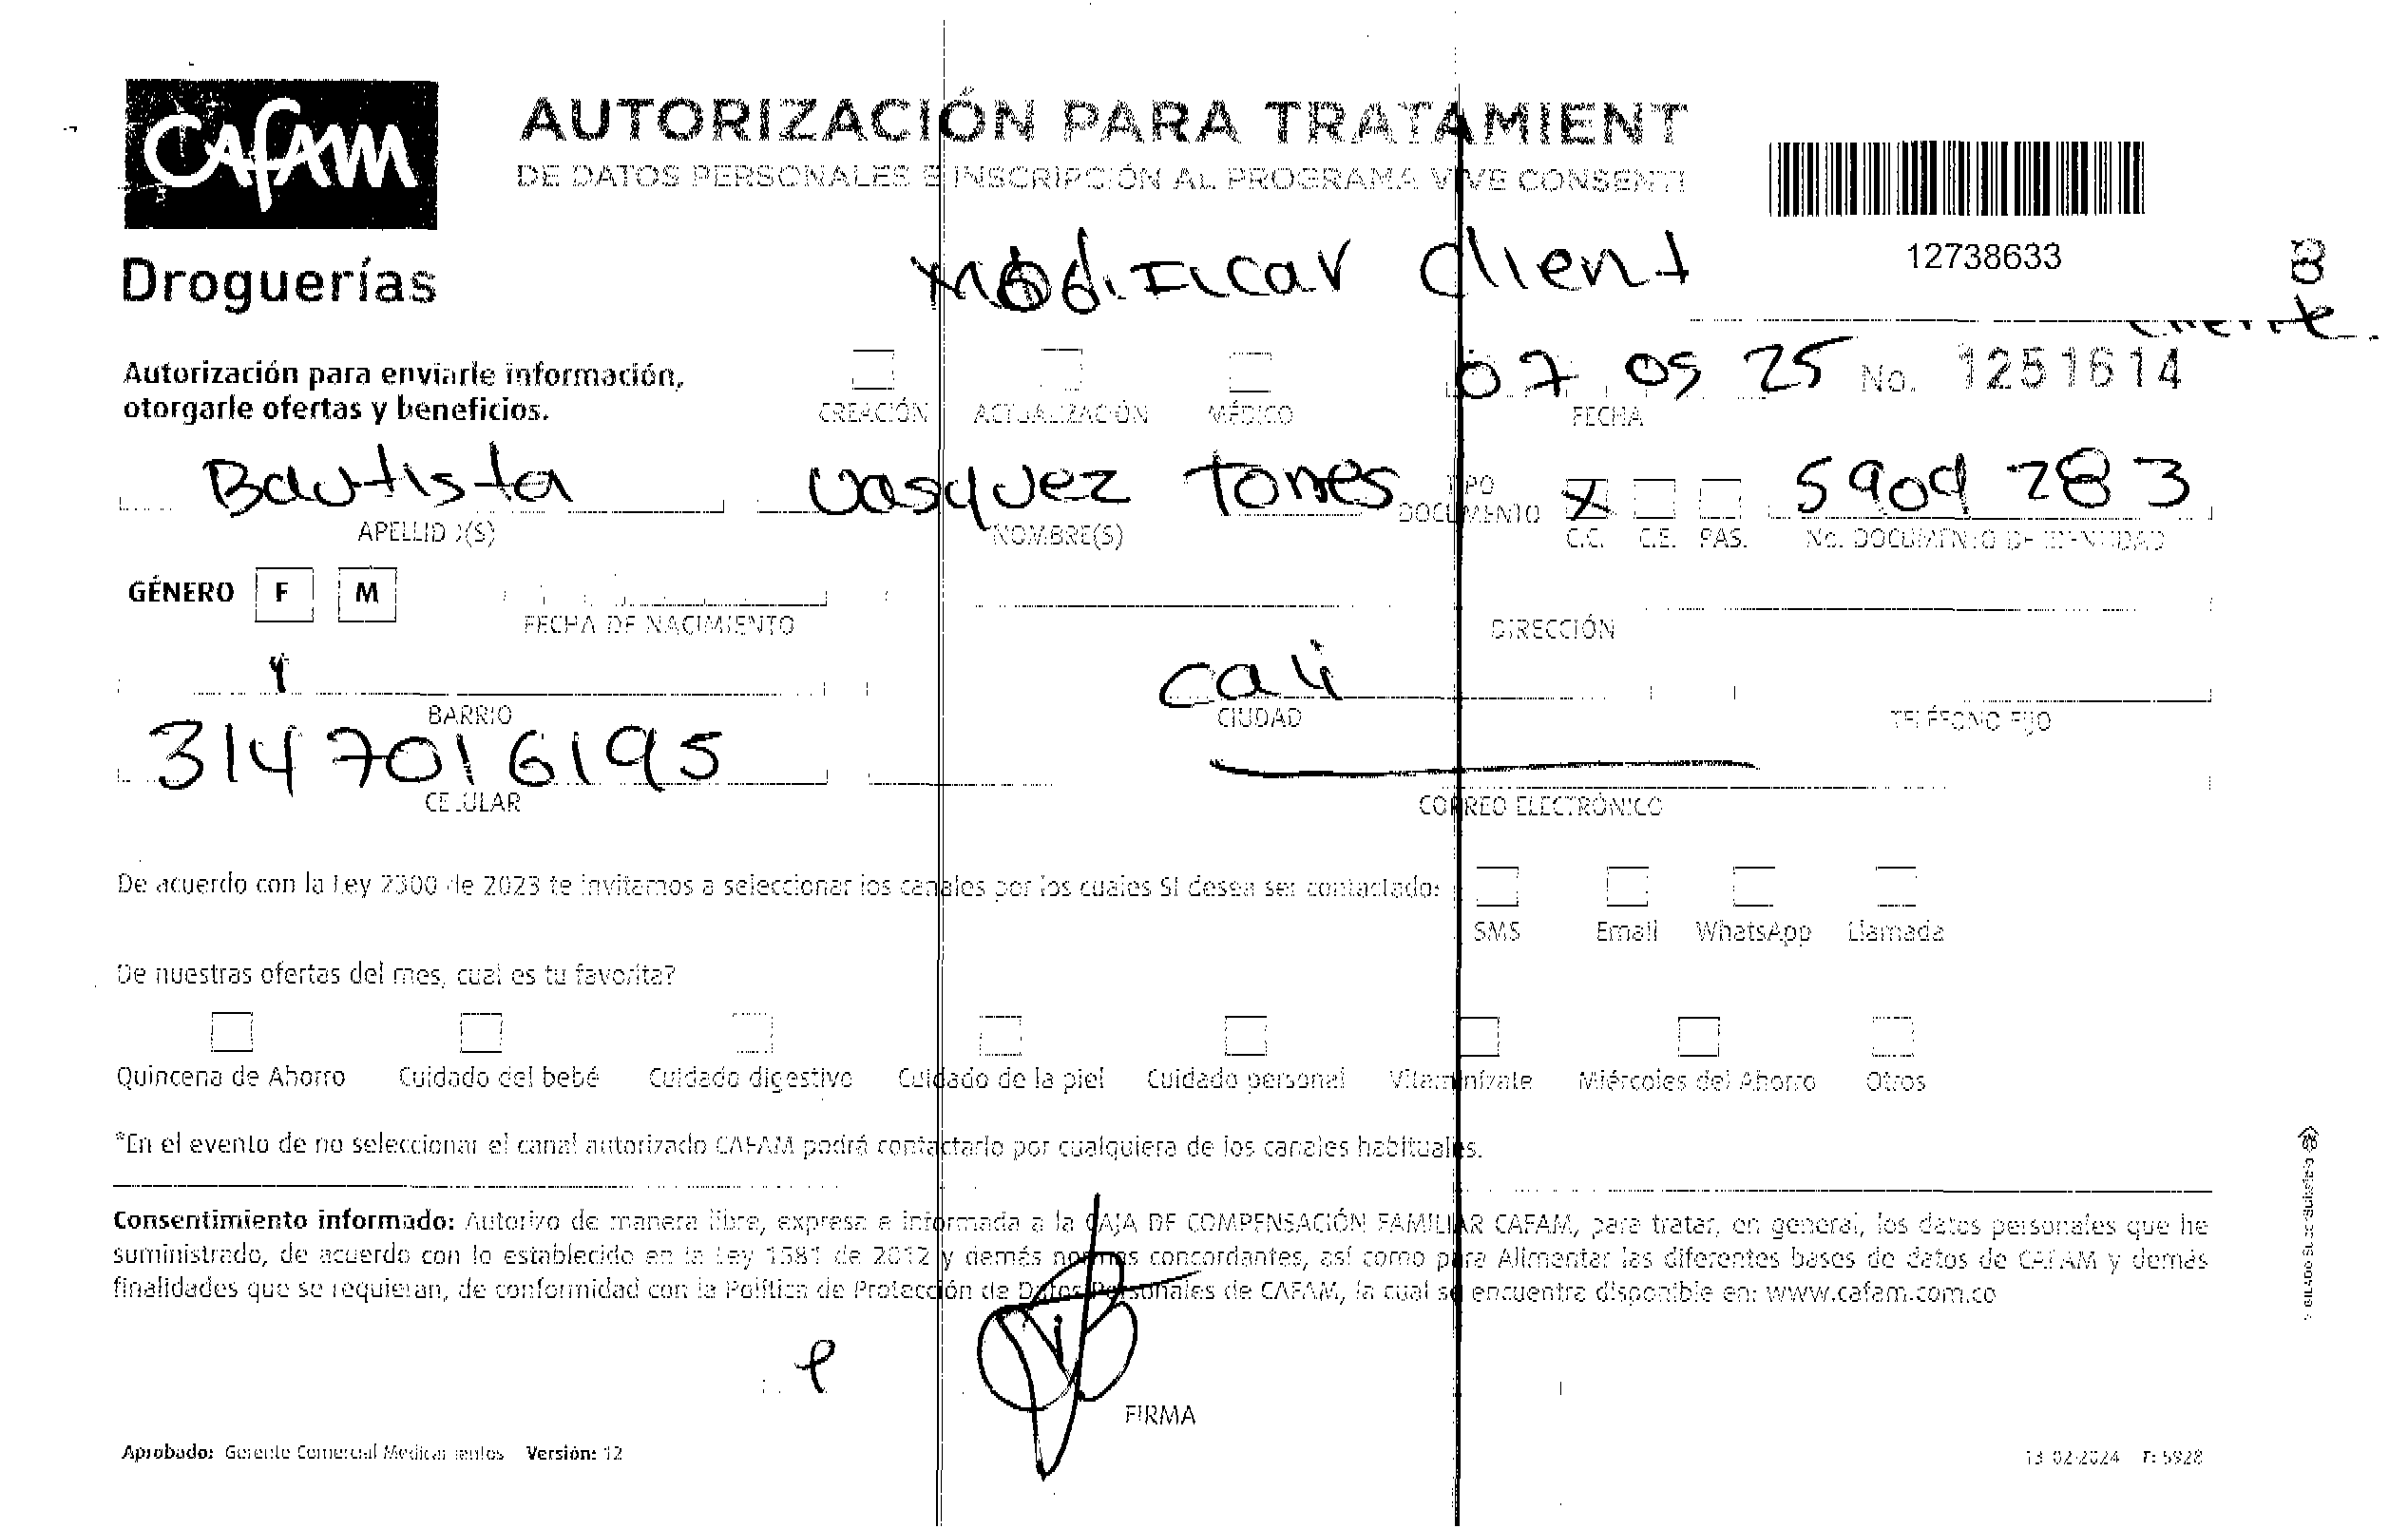 CAFAM
Droguerías
AUTORIZACIÓN PARA TRATAMIENT
DE DATOS PERSONALES E INSCRIPCIÓN AL PROGRAMA VIVE CONSENTI
12738633
Modificar client
Autorización para enviarle información,
otorgarle ofertas y beneficios.
CREACIÓN ACTUALIZACIÓN MÉDICO
07 05 25
FECHA
No. 1251614
Bautista Vasquez Torres
APELLIDO(S) NOMBRE(S)
TIPO
DOCUMENTO
X
C.C. C.E. PAS.
5904283
No. DOCUMENTO DE IDENTIDAD
GÉNERO F M
FECHA DE NACIMIENTO DIRECCIÓN
Cali
BARRIO CIUDAD TELÉFONO FIJO
3147016195
CELULAR CORREO ELECTRÓNICO
De acuerdo con la Ley 2300 de 2023 te invitamos a seleccionar los canales por los cuales SI desea ser contactado:
SMS Email WhatsApp Llamada
De nuestras ofertas del mes, cual es tu favorita?
Quincena de Ahorro Cuidado del bebé Cuidado digestivo Cuidado de la piel Cuidado personal Vitamínizate Miércoles del Ahorro Otros
*En el evento de no seleccionar el canal autorizado CAFAM podrá contactarlo por cualquiera de los canales habituales.
Consentimiento informado: Autorizo de manera libre, expresa e informada a la CAJA DE COMPENSACIÓN FAMILIAR CAFAM, para tratar, en general, los datos personales que he
suministrado, de acuerdo con lo establecido en la Ley 1581 de 2012 y demás normas concordantes, así como para Alimentar las diferentes bases de datos de CAFAM y demás
finalidades que se requieran, de conformidad con la Política de Protección de Datos Personales de CAFAM, la cual se encuentra disponible en: www.cafam.com.co
FIRMA
Aprobado: Gerente Comercial Medicamentos Versión: 12
13-02-2024 F: 5928